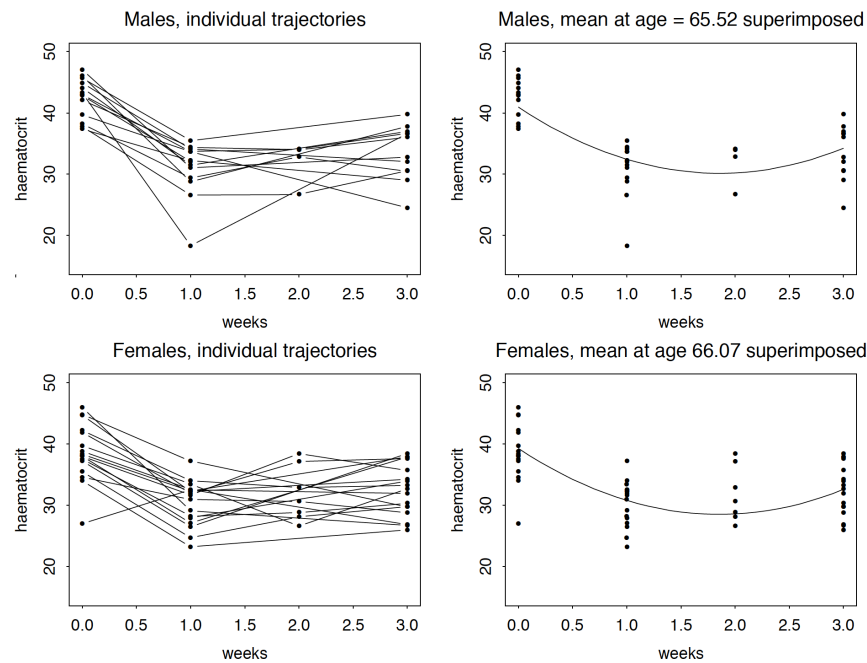 Males, individual trajectories
haematocrit
50
40
30
20
0.0 0.5 1.0 1.5 2.0 2.5 3.0
weeks
Males, mean at age = 65.52 superimposed
haematocrit
50
40
30
20
0.0 0.5 1.0 1.5 2.0 2.5 3.0
weeks
Females, individual trajectories
haematocrit
50
40
30
20
0.0 0.5 1.0 1.5 2.0 2.5 3.0
weeks
Females, mean at age 66.07 superimposed
haematocrit
50
40
30
20
0.0 0.5 1.0 1.5 2.0 2.5 3.0
weeks